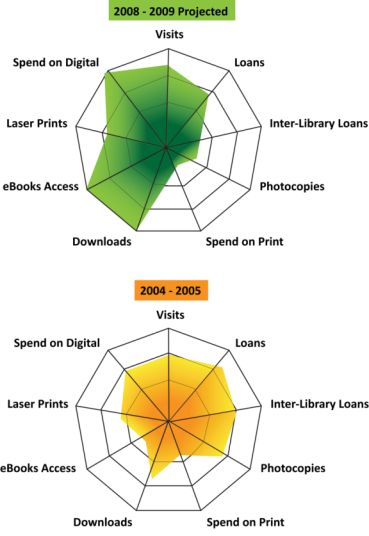 2008 - 2009 Projected
Visits
Spend on Digital
Loans
Laser Prints
Inter-Library Loans
eBooks Access
Photocopies
Downloads
Spend on Print
2004 - 2005
Visits
Spend on Digital
Loans
Laser Prints
Inter-Library Loans
eBooks Access
Photocopies
Downloads
Spend on Print